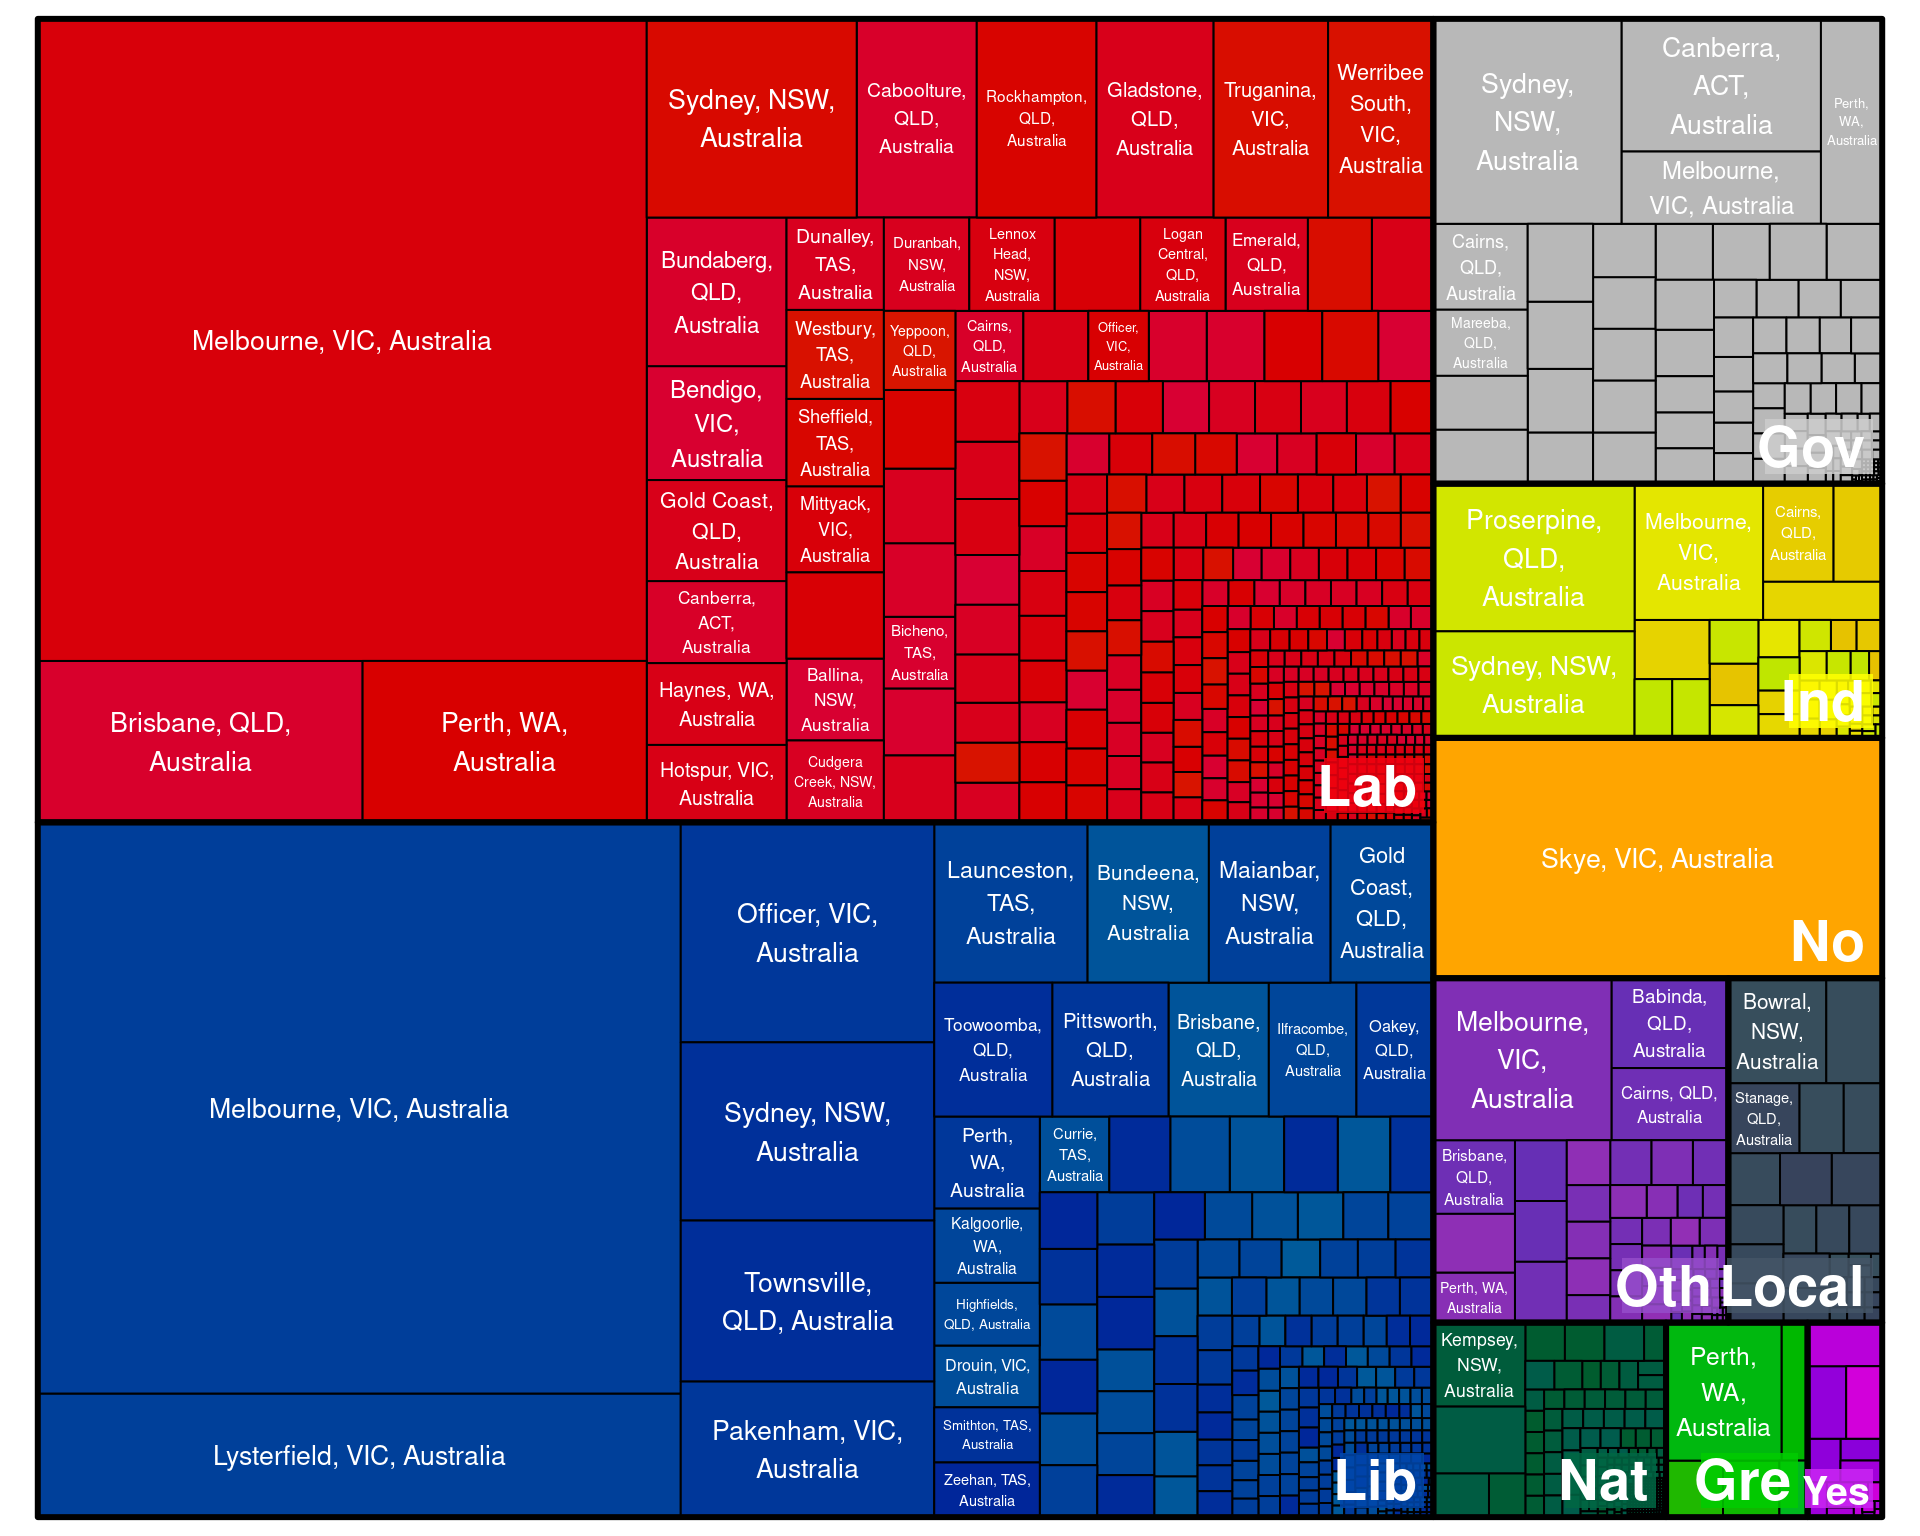 Melbourne, VIC, Australia
Brisbane, QLD,
Australia
Perth, WA,
Australia
Sydney, NSW,
Australia
Caboolture,
QLD,
Australia
Rockhampton,
QLD,
Australia
Gladstone,
QLD,
Australia
Truganina,
VIC,
Australia
Werribee
South,
VIC,
Australia
Bundaberg,
QLD,
Australia
Bendigo,
VIC,
Australia
Gold Coast,
QLD,
Australia
Canberra,
ACT,
Australia
Haynes, WA,
Australia
Hotspur, VIC,
Australia
Dunalley,
TAS,
Australia
Westbury,
TAS,
Australia
Sheffield,
TAS,
Australia
Mittyack,
VIC,
Australia
Ballina,
NSW,
Australia
Cudgera
Creek, NSW,
Australia
Duranbah,
NSW,
Australia
Lennox
Head,
NSW,
Australia
Logan
Central,
QLD,
Australia
Emerald,
QLD,
Australia
Yeppoon,
QLD,
Australia
Cairns,
QLD,
Australia
Officer,
VIC,
Australia
Bicheno,
TAS,
Australia
Lab
Melbourne, VIC, Australia
Lysterfield, VIC, Australia
Officer, VIC,
Australia
Sydney, NSW,
Australia
Townsville,
QLD, Australia
Pakenham, VIC,
Australia
Launceston,
TAS,
Australia
Bundeena,
NSW,
Australia
Maianbar,
NSW,
Australia
Gold
Coast,
QLD,
Australia
Toowoomba,
QLD,
Australia
Pittsworth,
QLD,
Australia
Brisbane,
QLD,
Australia
Ilfracombe,
QLD,
Australia
Oakey,
QLD,
Australia
Perth,
WA,
Australia
Currie,
TAS,
Australia
Kalgoorlie,
WA,
Australia
Highfields,
QLD, Australia
Drouin, VIC,
Australia
Smithton, TAS,
Australia
Zeehan, TAS,
Australia
Lib
Sydney,
NSW,
Australia
Canberra,
ACT,
Australia
Melbourne,
VIC, Australia
Perth,
WA,
Australia
Cairns,
QLD,
Australia
Mareeba,
QLD,
Australia
Gov
Proserpine,
QLD,
Australia
Sydney, NSW,
Australia
Melbourne,
VIC,
Australia
Cairns,
QLD,
Australia
Ind
Skye, VIC, Australia
No
Melbourne,
VIC,
Australia
Babinda,
QLD,
Australia
Cairns, QLD,
Australia
Brisbane,
QLD,
Australia
Perth, WA,
Australia
Oth
Bowral,
NSW,
Australia
Stanage,
QLD,
Australia
Local
Kempsey,
NSW,
Australia
Nat
Perth,
WA,
Australia
Gre
Yes